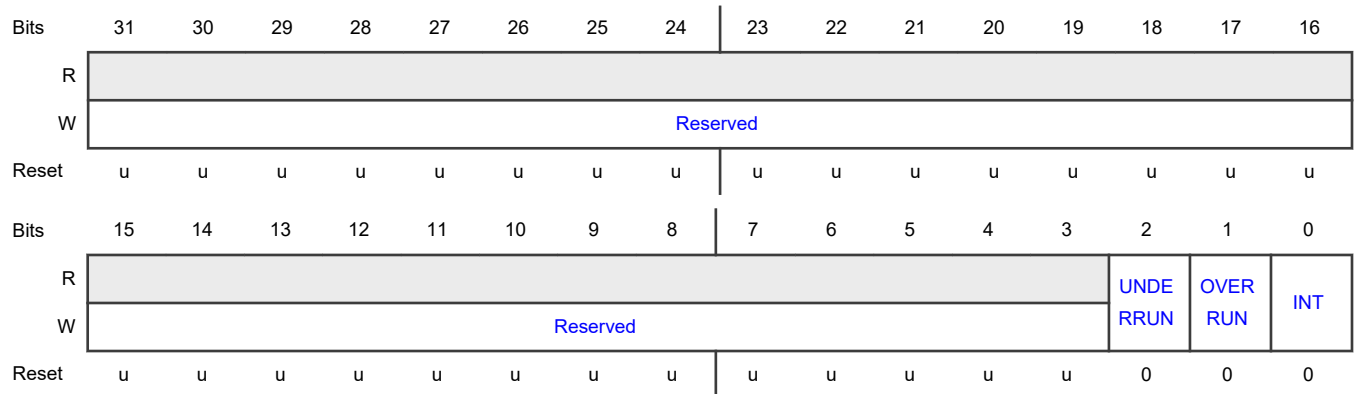 Bits 31 30 29 28 27 26 25 24 23 22 21 20 19 18 17 16
R
W Reserved
Reset u u u u u u u u u u u u u u u u
Bits 15 14 13 12 11 10 9 8 7 6 5 4 3 2 1 0
R UNDE OVER INT
W Reserved RRUN RUN
Reset u u u u u u u u u u u u u 0 0 0